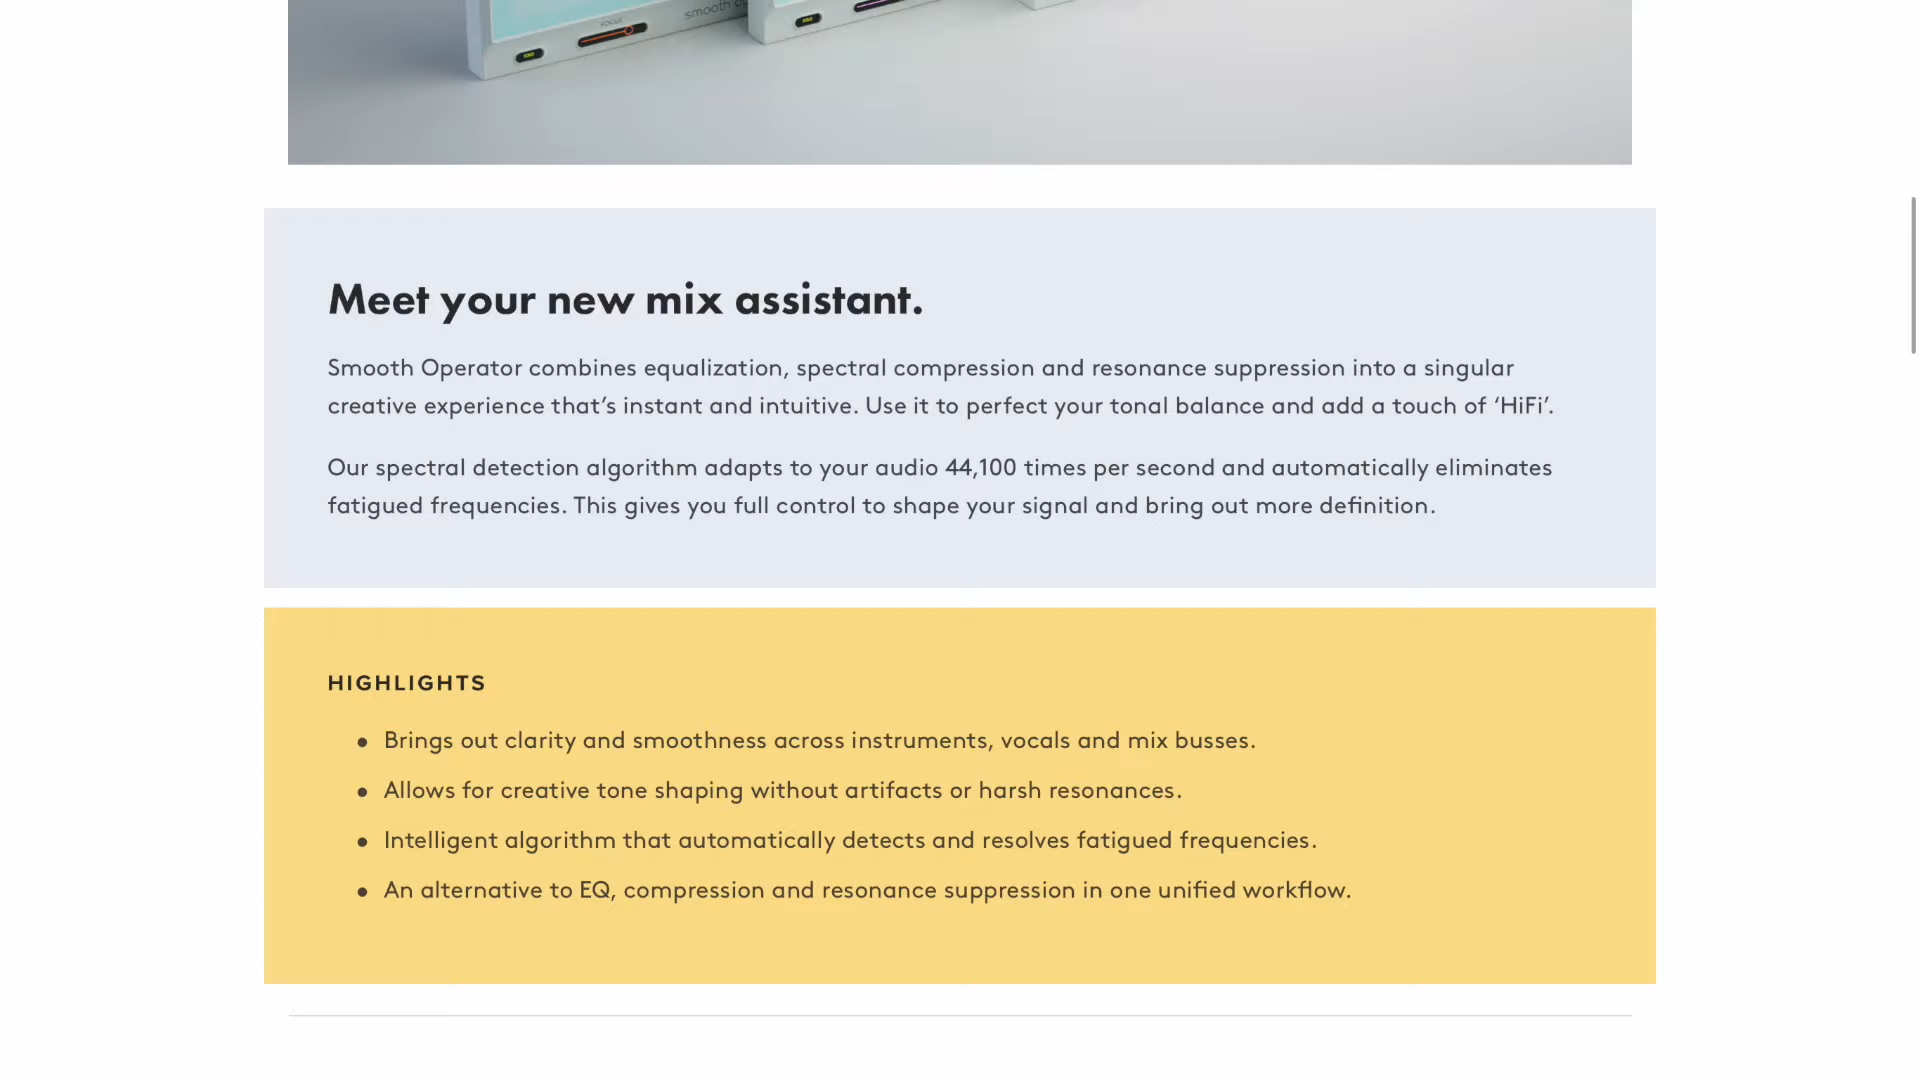 FOCUS
smooth
Meet your new mix assistant.
Smooth Operator combines equalization, spectral compression and resonance suppression into a singular
creative experience that’s instant and intuitive. Use it to perfect your tonal balance and add a touch of ‘HiFi’.
Our spectral detection algorithm adapts to your audio 44,100 times per second and automatically eliminates
fatigued frequencies. This gives you full control to shape your signal and bring out more definition.
HIGHLIGHTS
● Brings out clarity and smoothness across instruments, vocals and mix busses.
● Allows for creative tone shaping without artifacts or harsh resonances.
● Intelligent algorithm that automatically detects and resolves fatigued frequencies.
● An alternative to EQ, compression and resonance suppression in one unified workflow.